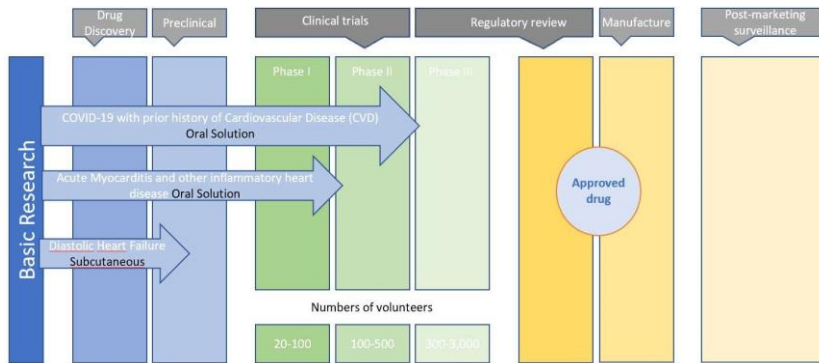 Drug
Discovery
Preclinical
Clinical trials
Regulatory review
Manufacture
Post-marketing
surveillance
Basic Research
Phase I
Phase II
Phase III
COVID-19 with prior history of Cardiovascular Disease (CVD)
Oral Solution
Acute Myocarditis and other inflammatory heart
disease Oral Solution
Diastolic Heart Failure
Subcutaneous
Approved
drug
Numbers of volunteers
20-100
100-500
300-3,000